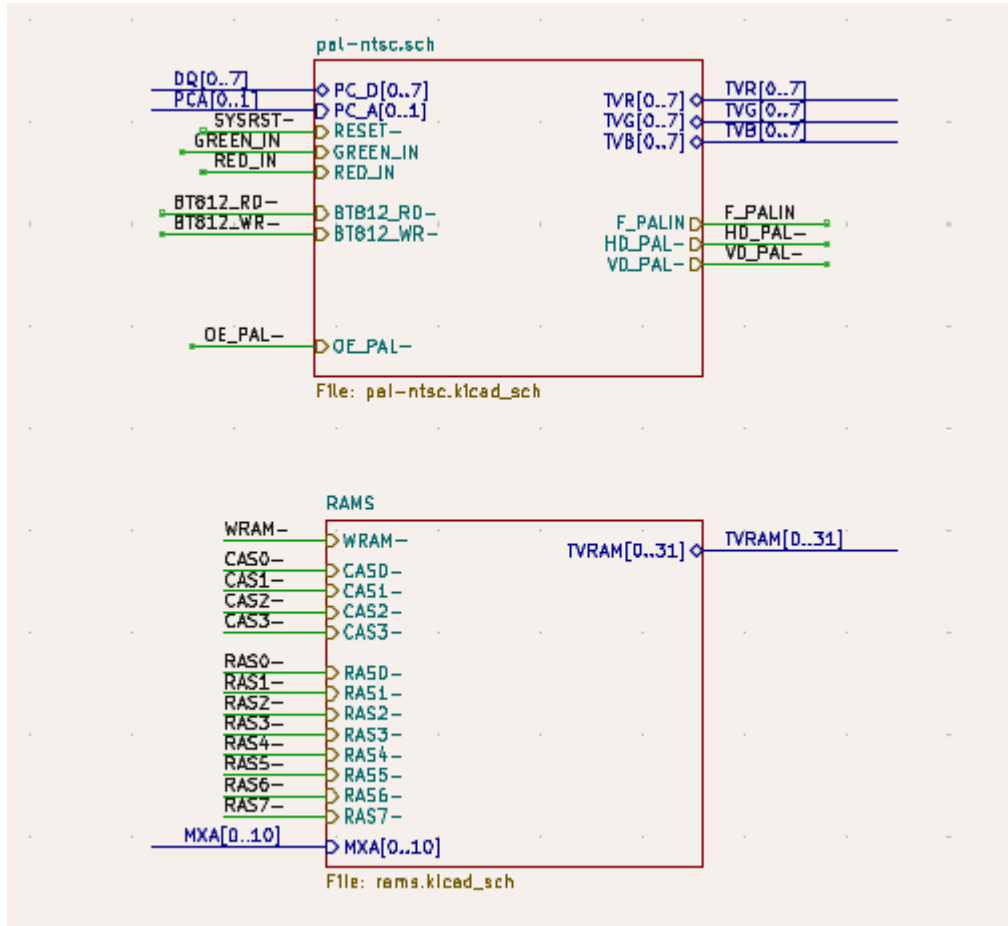 pal-ntsc.sch
DQ[0..7]
PC_D[0..7]
PCA[0..1]
PC_A[0..1]
SYSRST-
RESET-
GREEN_IN
GREEN_IN
RED_IN
RED_IN
BT812_RD-
BT812_RD-
BT812_WR-
BT812_WR-
OE_PAL-
OE_PAL-
TVR[0..7]
TVR[0..7]
TVG[0..7]
TVG[0..7]
TVB[0..7]
TVB[0..7]
F_PALIN
F_PALIN
HD_PAL-
HD_PAL-
VD_PAL-
VD_PAL-
File: pal-ntsc.kicad_sch
RAMS
WRAM-
WRAM-
CAS0-
CAS0-
CAS1-
CAS1-
CAS2-
CAS2-
CAS3-
CAS3-
RAS0-
RAS0-
RAS1-
RAS1-
RAS2-
RAS2-
RAS3-
RAS3-
RAS4-
RAS4-
RAS5-
RAS5-
RAS6-
RAS6-
RAS7-
RAS7-
MXA[0..10]
MXA[0..10]
TVRAM[0..31]
TVRAM[0..31]
File: rams.kicad_sch